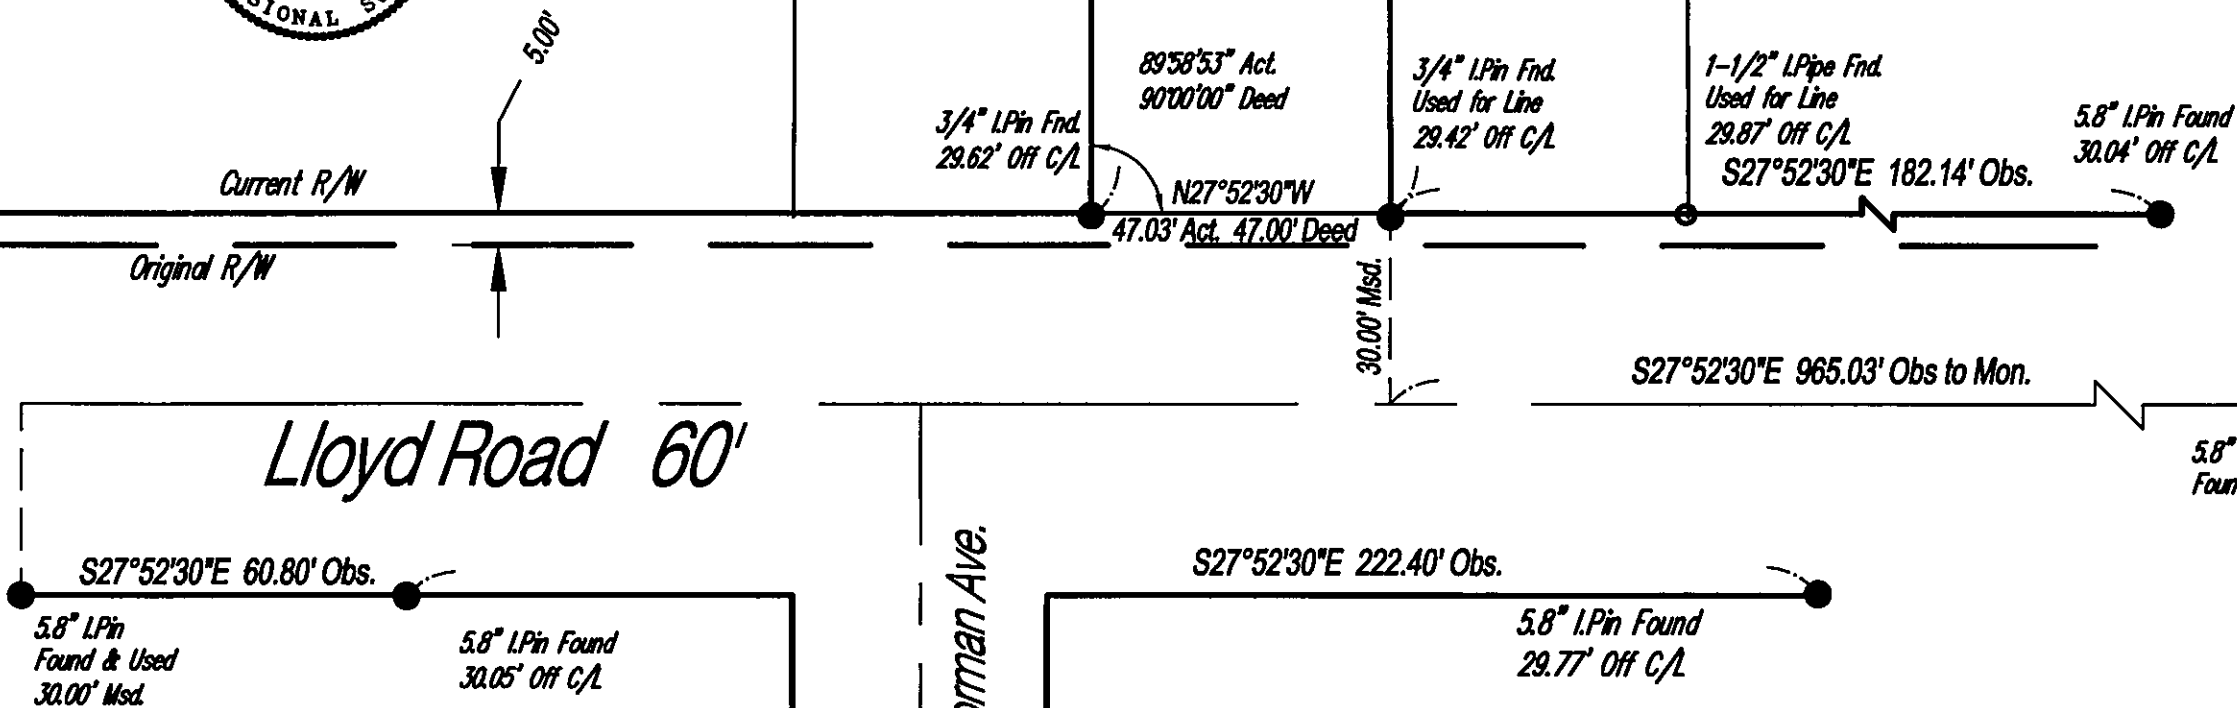 SIONAL
5.00'
89°58'53" Act.
90°00'00" Deed
3/4" I.Pin Fnd.
Used for Line
29.42' Off C/L
1-1/2" I.Pipe Fnd.
Used for Line
29.87' Off C/L
5.8" I.Pin Found
30.04' Off C/L
3/4" I.Pin Fnd.
29.62' Off C/L
Current R/W
N27°52'30"W
S27°52'30"E 182.14' Obs.
47.03' Act. 47.00' Deed
Original R/W
30.00' Msd.
S27°52'30"E 965.03' Obs to Mon.
Lloyd Road 60'
5.8"
S27°52'30"E 60.80' Obs.
S27°52'30"E 222.40' Obs.
5.8" I.Pin
Found & Used
30.00' Msd.
5.8" I.Pin Found
30.05' Off C/L
oman Ave.
5.8" I.Pin Found
29.77' Off C/L